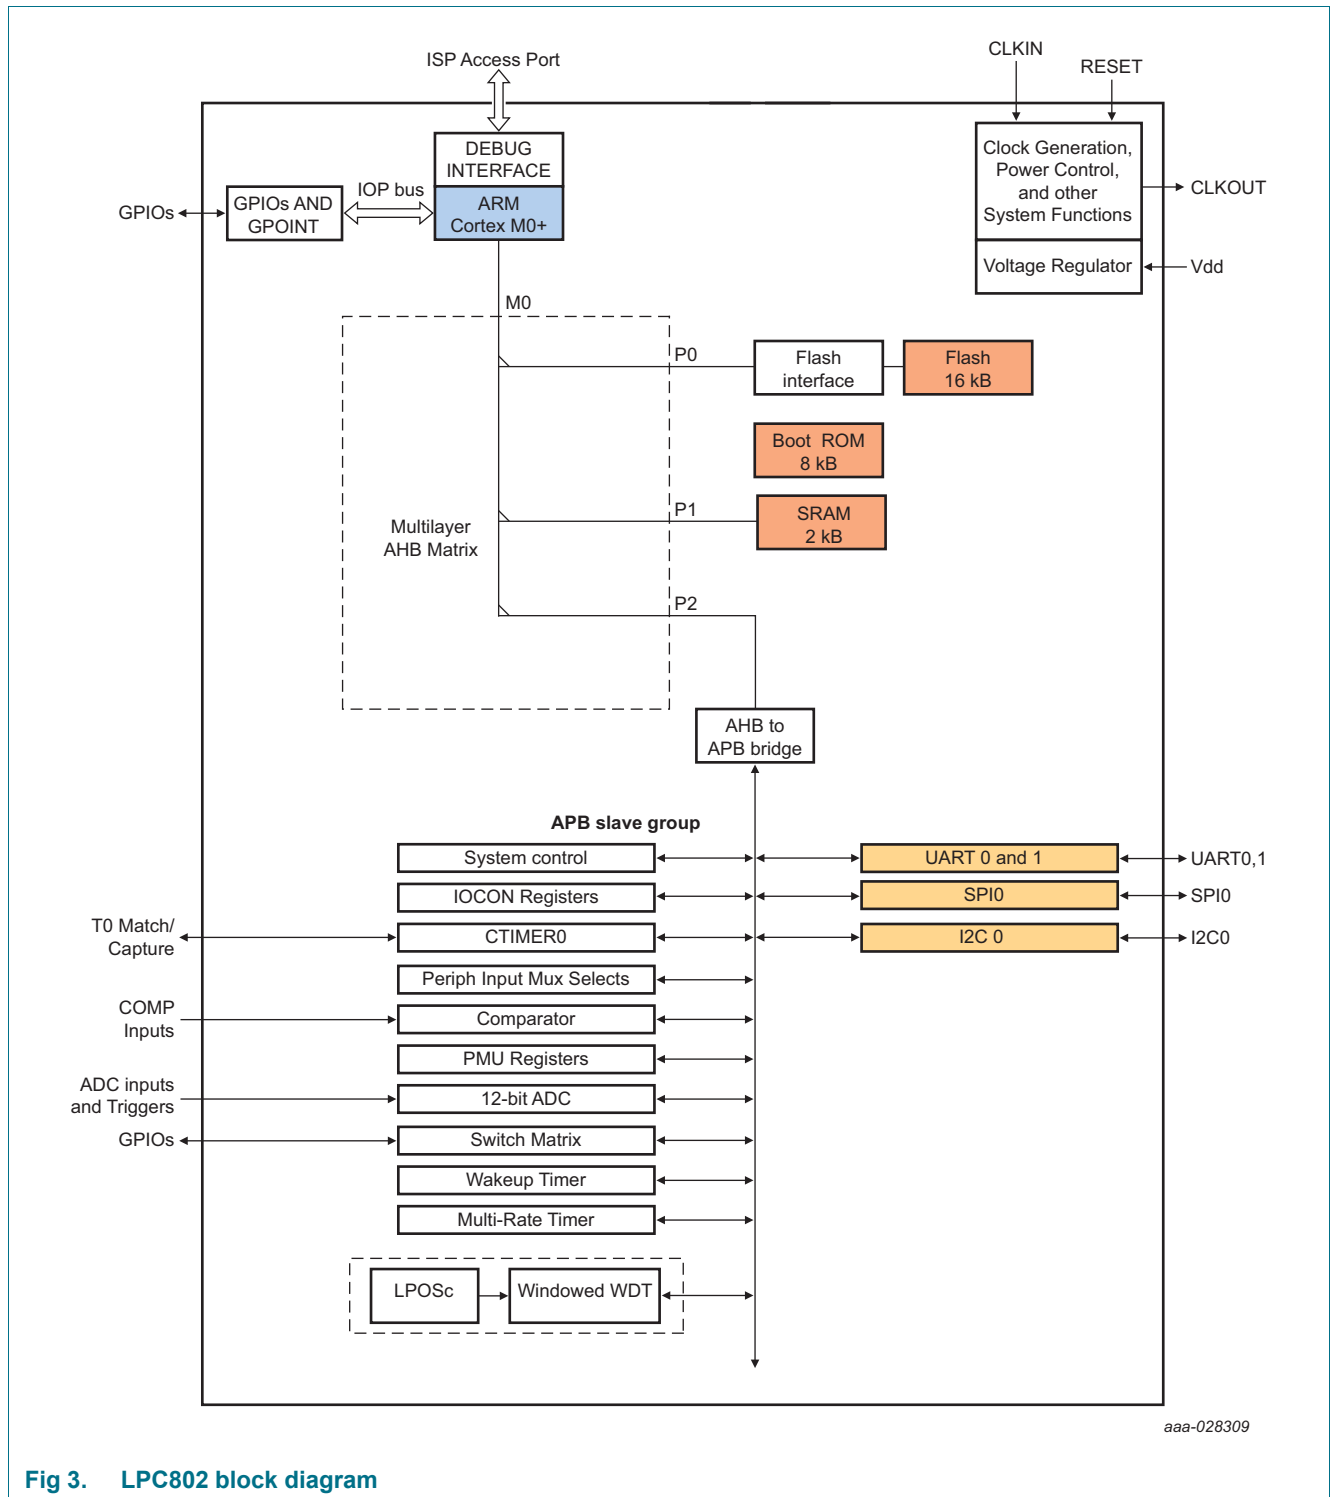 ISP Access Port
CLKIN
RESET
DEBUG
INTERFACE
ARM
Cortex M0+
IOP bus
GPIOs AND
GPOINT
GPIOs
Clock Generation,
Power Control,
and other
System Functions
CLKOUT
Voltage Regulator
Vdd
M0
P0
Flash
interface
Flash
16 kB
Boot ROM
8 kB
P1
SRAM
2 kB
Multilayer
AHB Matrix
P2
AHB to
APB bridge
APB slave group
System control
UART 0 and 1
UART0,1
IOCON Registers
SPI0
SPI0
T0 Match/
Capture
CTIMER0
I2C 0
I2C0
Periph Input Mux Selects
COMP
Inputs
Comparator
PMU Registers
ADC inputs
and Triggers
12-bit ADC
GPIOs
Switch Matrix
Wakeup Timer
Multi-Rate Timer
LPOSc
Windowed WDT
aaa-028309
Fig 3. LPC802 block diagram